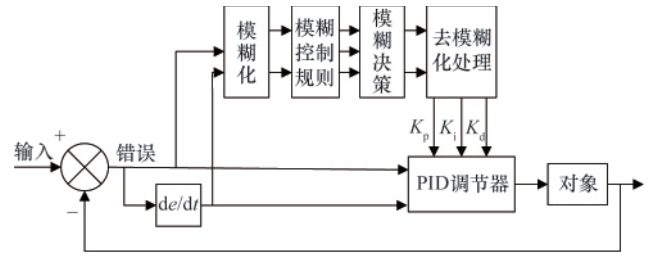 模糊化
模糊控制规则
模糊决策
去模糊化处理
Kp
Ki
Kd
+
输入
错误
−
de/dt
PID调节器
对象